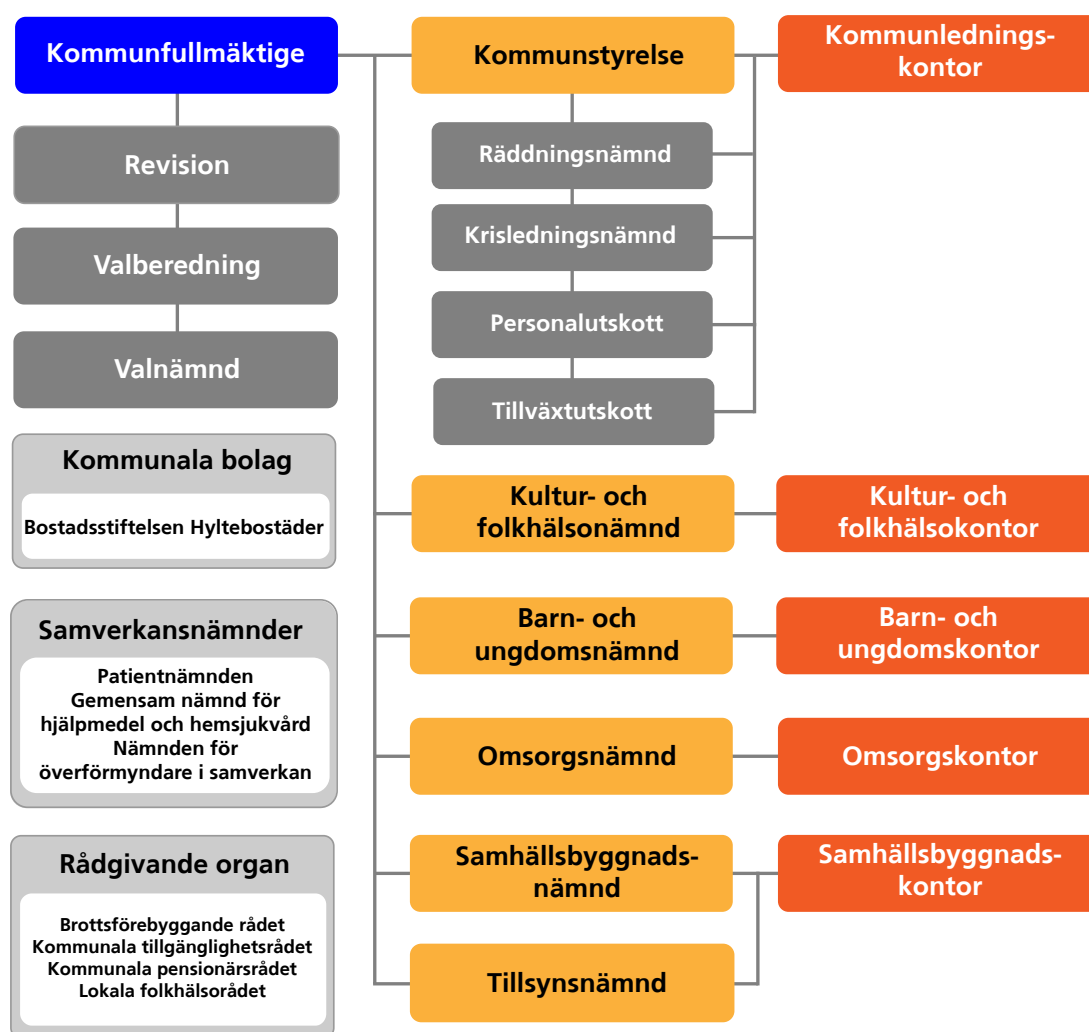 Kommunfullmäktige
Revision
Valberedning
Valnämnd
Kommunala bolag
Bostadsstiftelsen Hyltebostäder
Samverkansnämnder
Patientnämnden
Gemensam nämnd för
hjälpmedel och hemsjukvård
Nämnden för
överförmyndare i samverkan
Rådgivande organ
Brottsförebyggande rådet
Kommunala tillgänglighetsrådet
Kommunala pensionärsrådet
Lokala folkhälsorådet
Kommunstyrelse
Räddningsnämnd
Krisledningsnämnd
Personalutskott
Tillväxtutskott
Kultur- och
folkhälsonämnd
Barn- och
ungdomsnämnd
Omsorgsnämnd
Samhällsbyggnads-
nämnd
Tillsynsnämnd
Kommunlednings-
kontor
Kultur- och
folkhälsokontor
Barn- och
ungdomskontor
Omsorgskontor
Samhällsbyggnads-
kontor